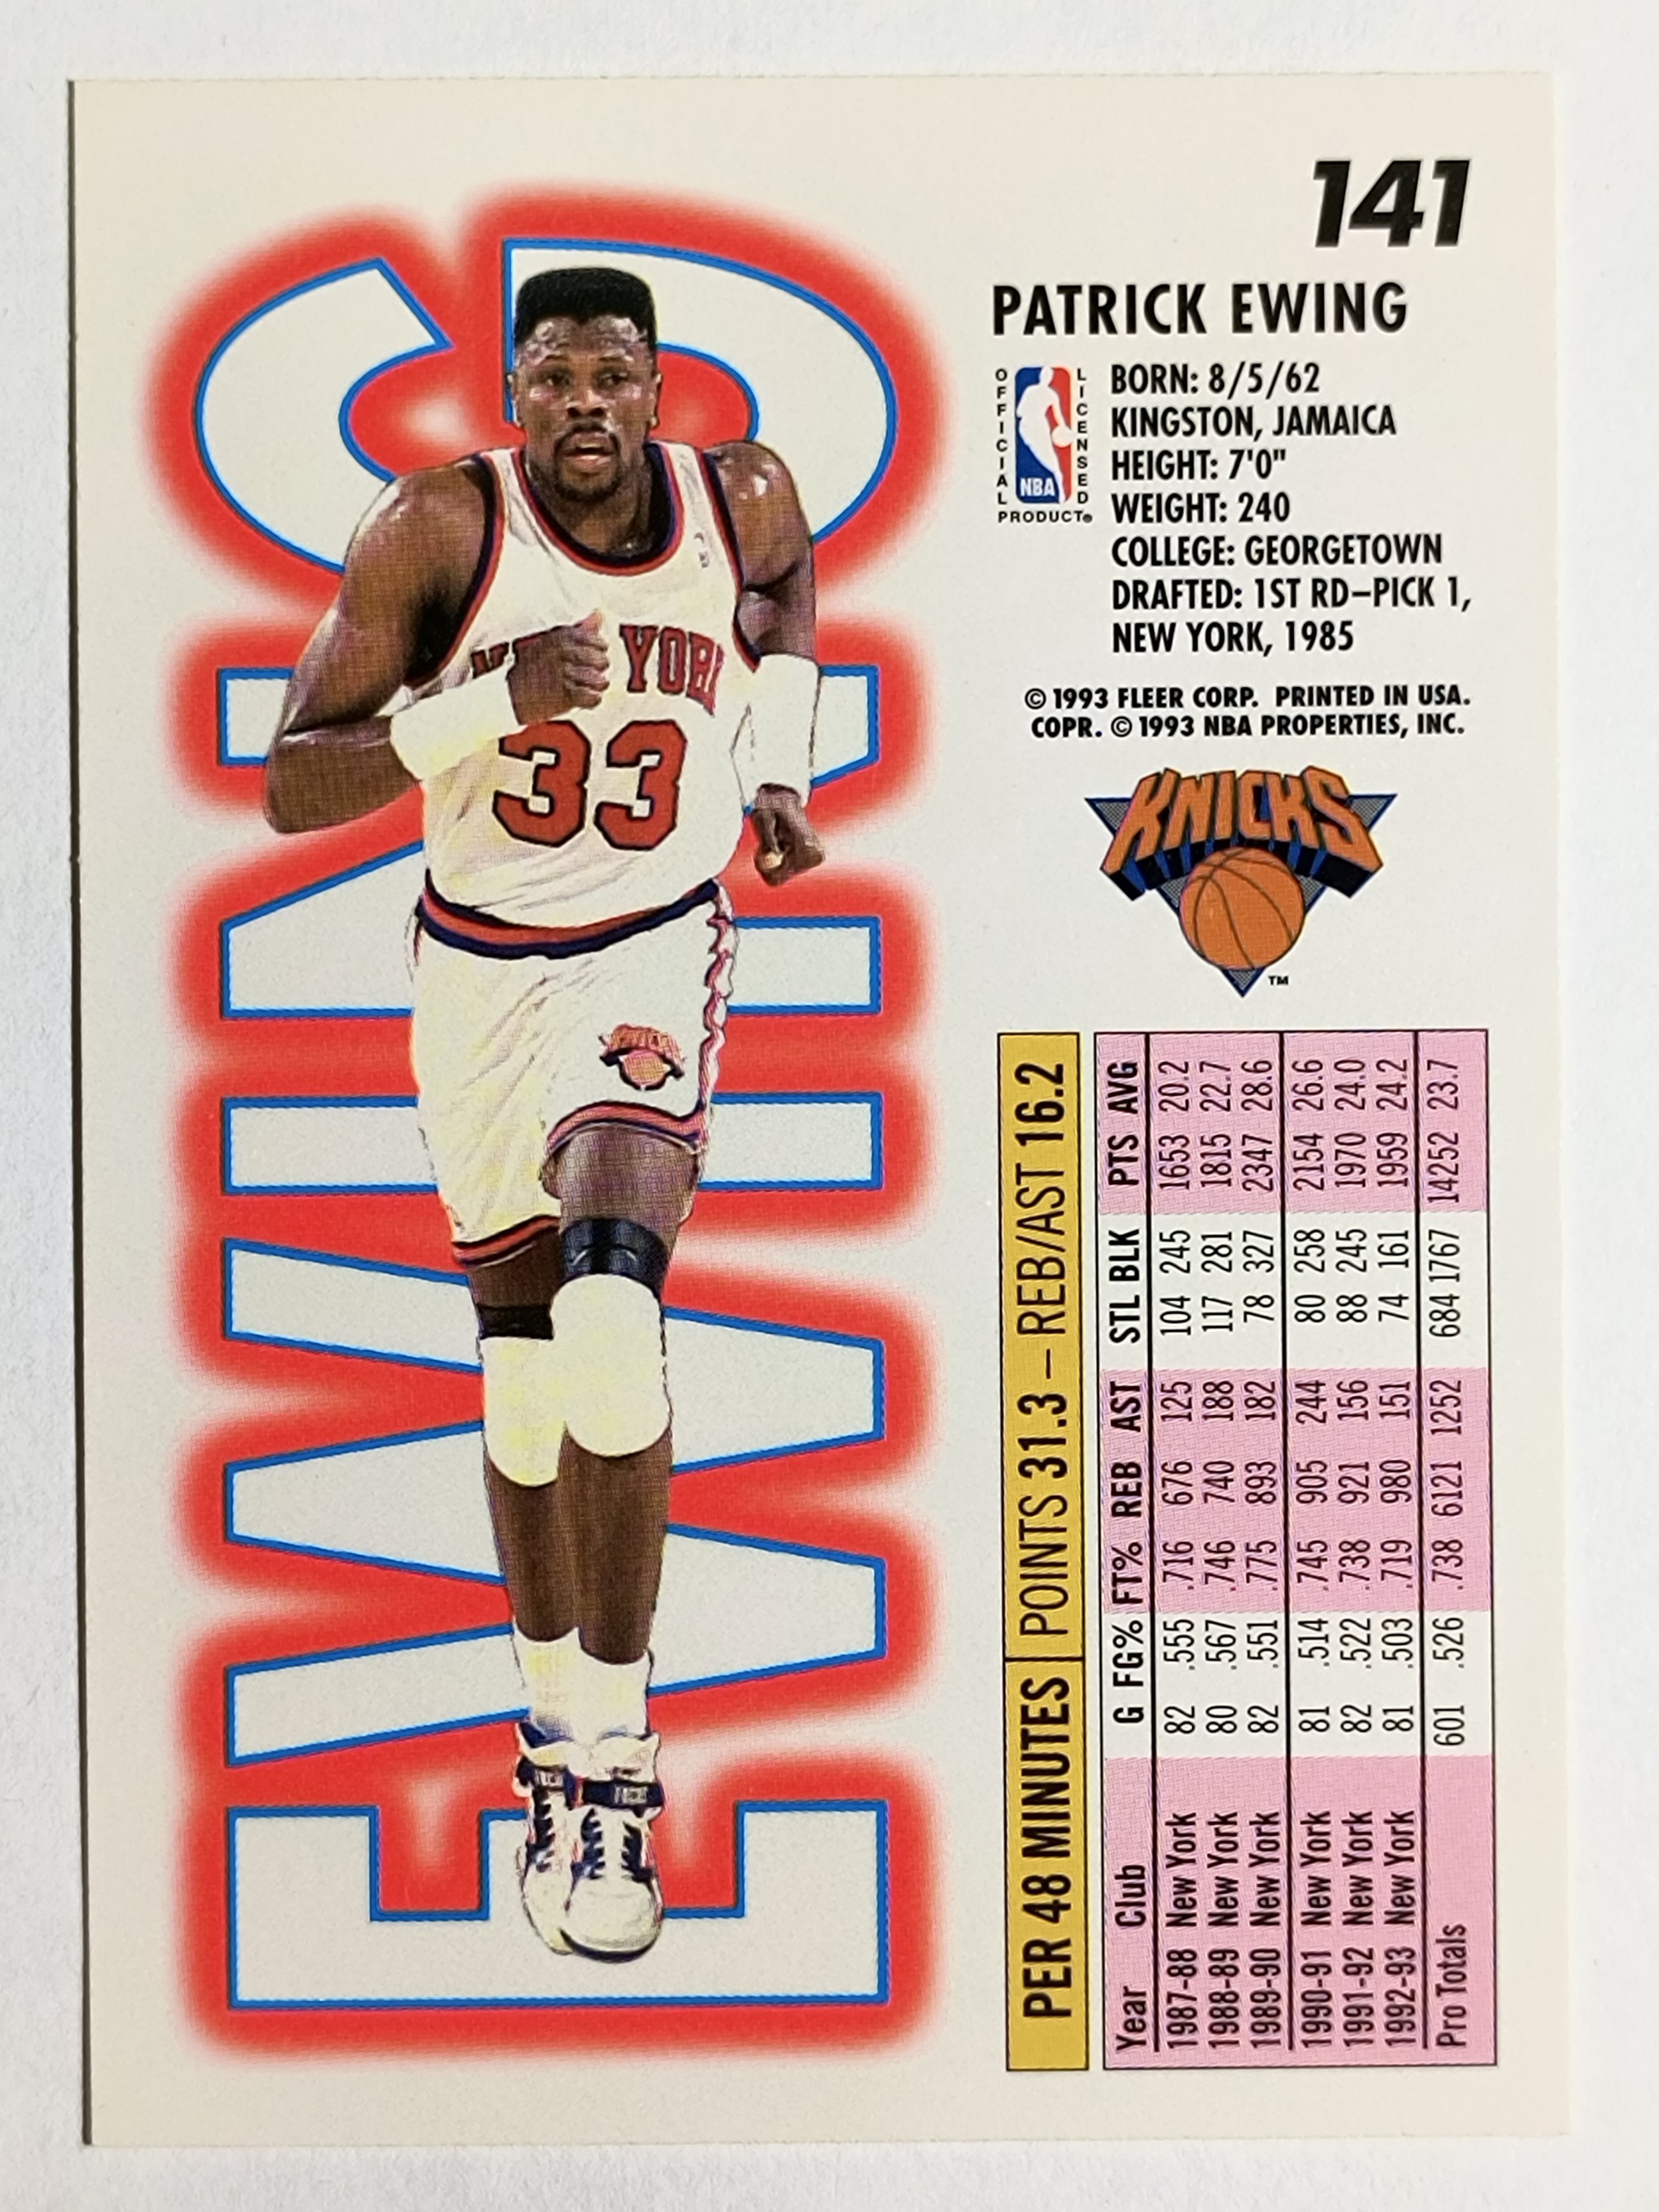 141
PATRICK EWING
OFFICIAL LICENSED
NBA
PRODUCT®
BORN: 8/5/62
KINGSTON, JAMAICA
HEIGHT: 7'0"
WEIGHT: 240
COLLEGE: GEORGETOWN
DRAFTED: 1ST RD–PICK 1,
NEW YORK, 1985
© 1993 FLEER CORP. PRINTED IN USA.
COPR. © 1993 NBA PROPERTIES, INC.
KNICKS
TM
EWING
YORK
33
KNICKS
PER 48 MINUTES | POINTS 31.3 – REB/AST 16.2
Year Club G FG% FT% REB AST STL BLK PTS AVG
1987-88 New York 82 .555 .716 676 125 104 245 1653 20.2
1988-89 New York 80 .567 .746 740 188 117 281 1815 22.7
1989-90 New York 82 .551 .775 893 182 78 327 2347 28.6
1990-91 New York 81 .514 .745 905 244 80 258 2154 26.6
1991-92 New York 82 .522 .738 921 156 88 245 1970 24.0
1992-93 New York 81 .503 .719 980 151 74 161 1959 24.2
Pro Totals 601 .526 .738 6121 1252 684 1767 14252 23.7